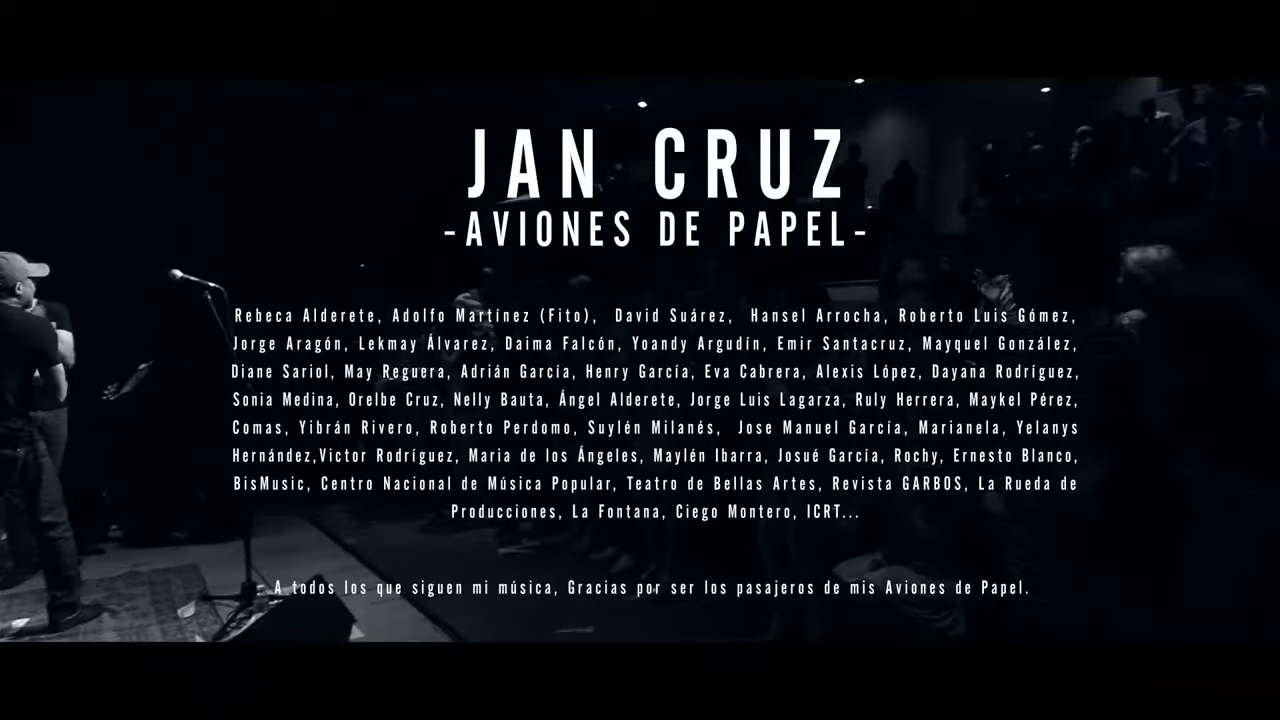 JAN CRUZ
-AVIONES DE PAPEL-
Rebeca Alderete, Adolfo Martínez (Fito), David Suárez, Hansel Arrocha, Roberto Luis Gómez,
Jorge Aragón, Lekmay Álvarez, Daima Falcón, Yoandy Argudín, Emir Santacruz, Mayquel González,
Diane Sariol, May Reguera, Adrián García, Henry García, Eva Cabrera, Alexis López, Dayana Rodríguez,
Sonia Medina, Orelbe Cruz, Nelly Bauta, Ángel Alderete, Jorge Luis Lagarza, Ruly Herrera, Maykel Pérez,
Comas, Yibrán Rivero, Roberto Perdomo, Suylén Milanés, Jose Manuel García, Marianela, Yelanys
Hernández,Victor Rodríguez, Maria de los Ángeles, Maylén Ibarra, Josué García, Rochy, Ernesto Blanco,
BisMusic, Centro Nacional de Música Popular, Teatro de Bellas Artes, Revista GARBOS, La Rueda de
Producciones, La Fontana, Ciego Montero, ICRT...
A todos los que siguen mi música, Gracias por ser los pasajeros de mis Aviones de Papel.